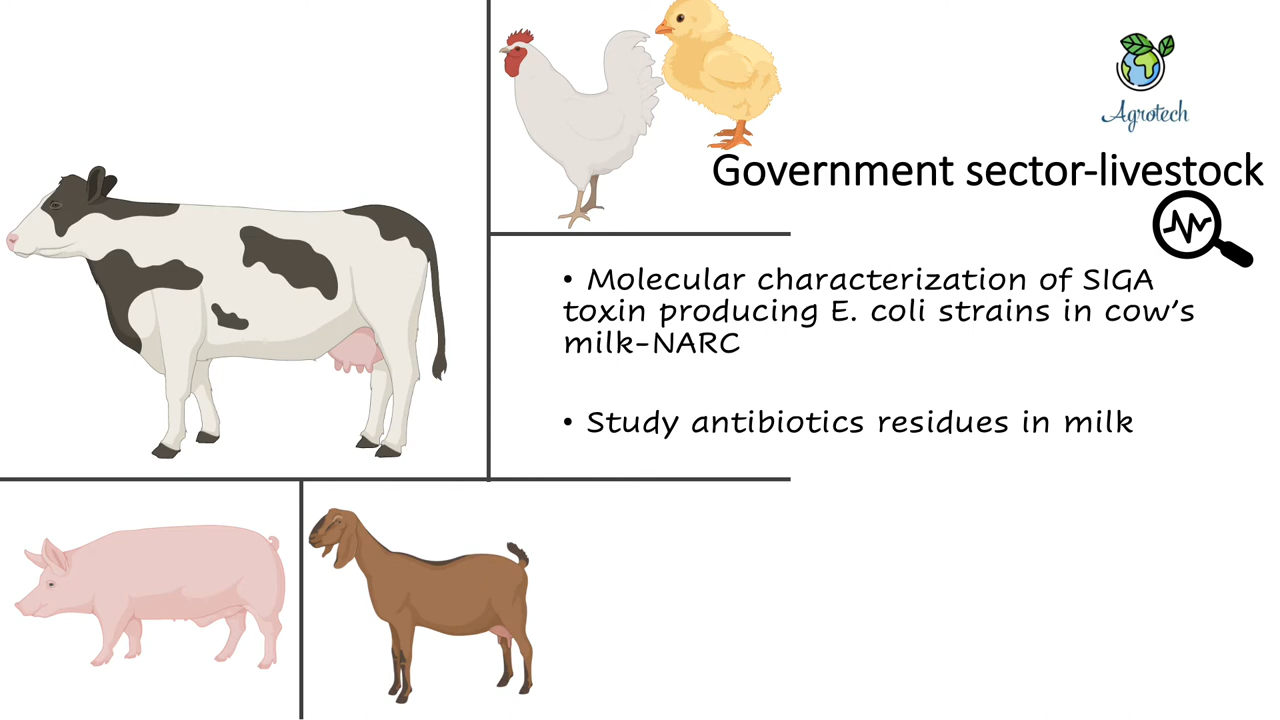 Agrotech
Government sector-livestock
• Molecular characterization of SIGA
toxin producing E. coli strains in cow's
milk-NARC
• Study antibiotics residues in milk